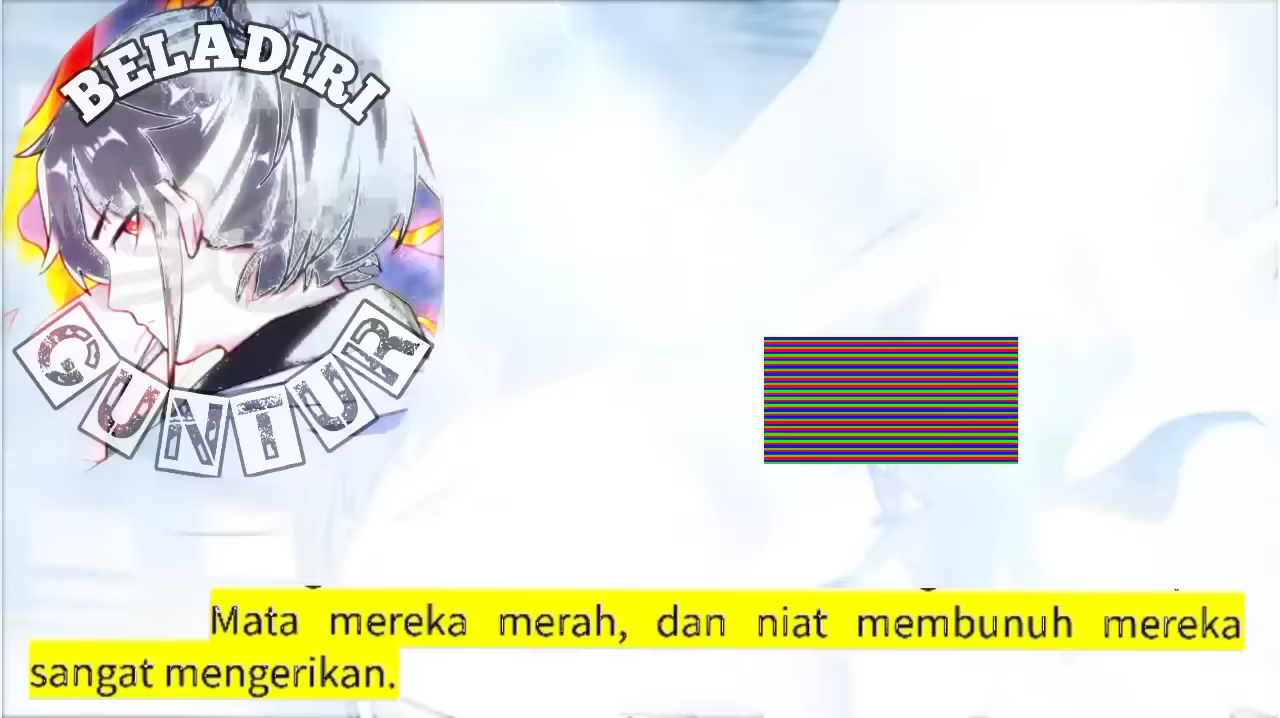 BELADIRI
GUNTUR
Mata mereka merah, dan niat membunuh mereka
sangat mengerikan.